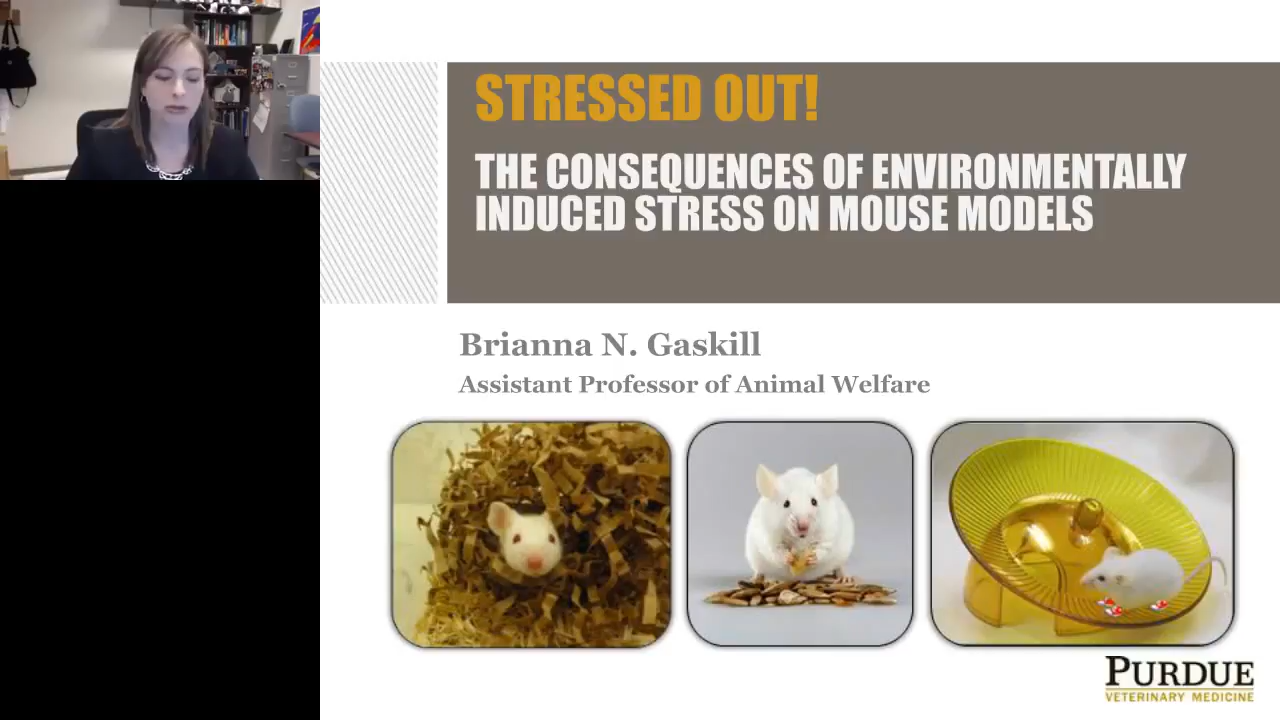 STRESSED OUT!
THE CONSEQUENCES OF ENVIRONMENTALLY
INDUCED STRESS ON MOUSE MODELS
Brianna N. Gaskill
Assistant Professor of Animal Welfare
PURDUE
VETERINARY MEDICINE